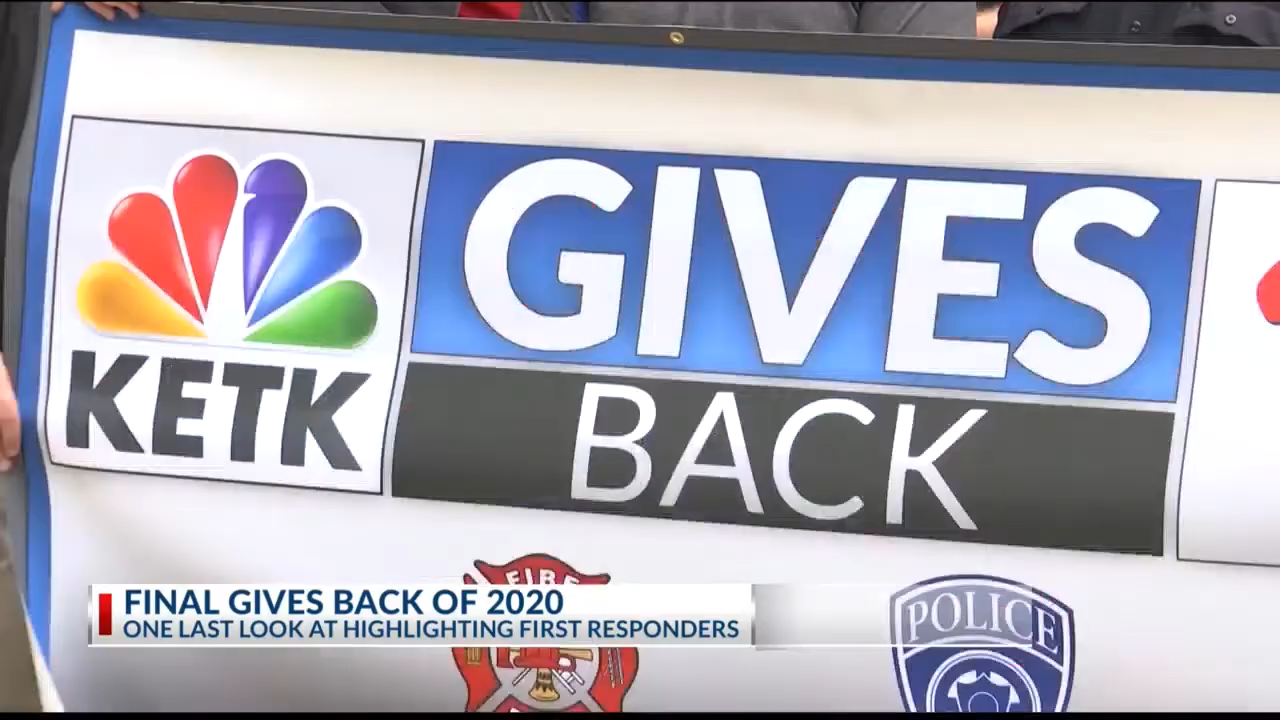 GIVES
KETK
BACK
FIRE
POLICE
FINAL GIVES BACK OF 2020
ONE LAST LOOK AT HIGHLIGHTING FIRST RESPONDERS